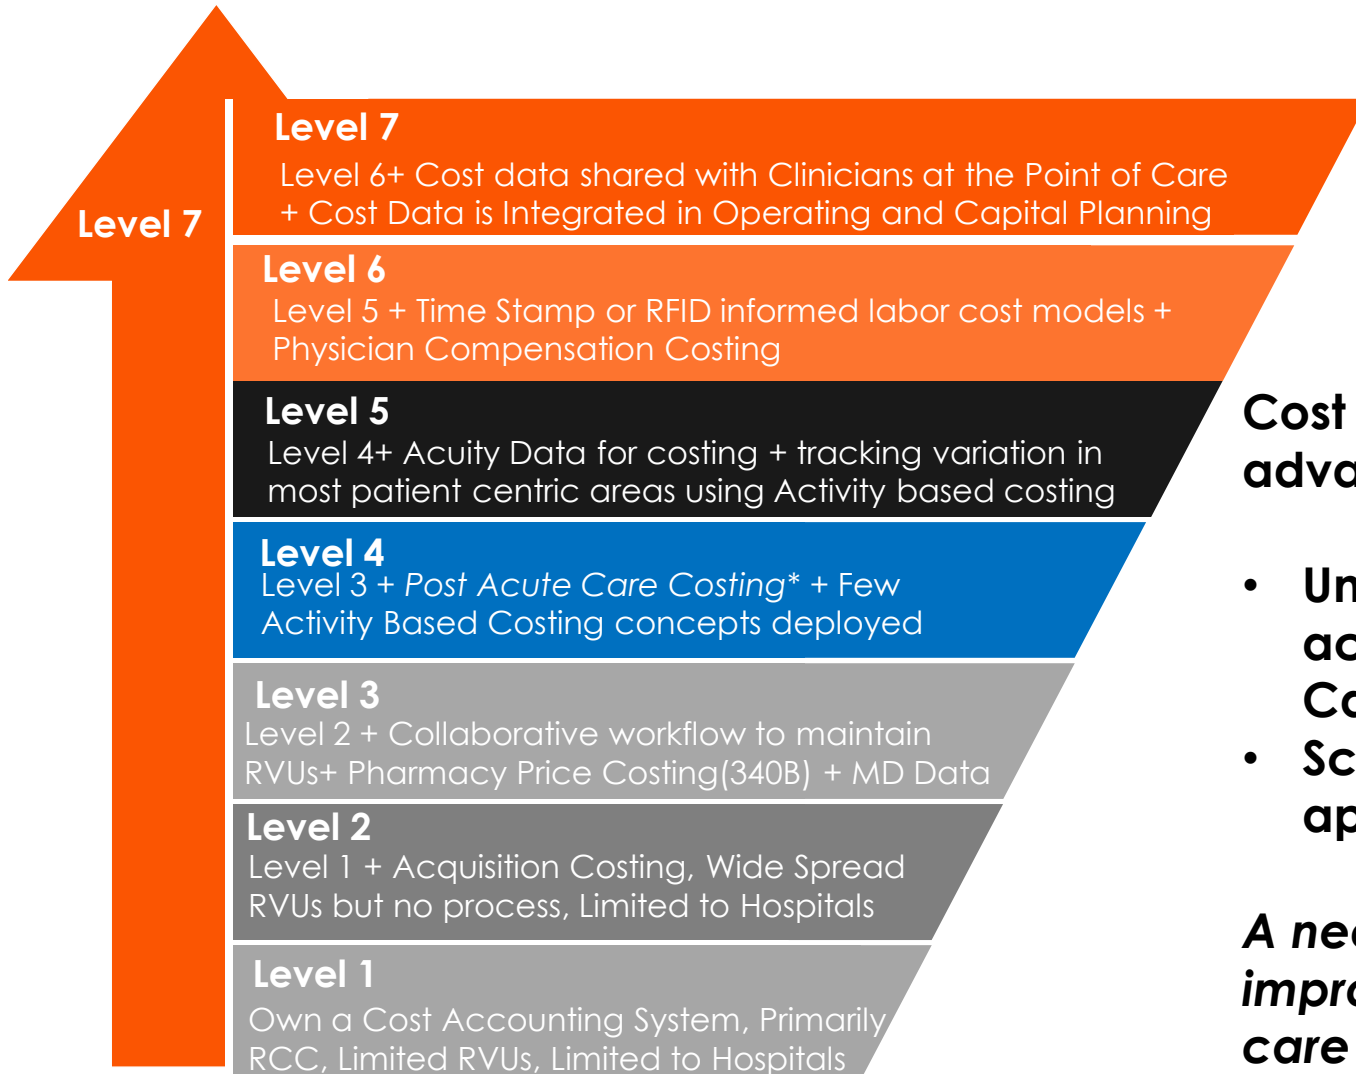 Level 7
Level 7
Level 6+ Cost data shared with Clinicians at the Point of Care
+ Cost Data is Integrated in Operating and Capital Planning
Level 6
Level 5 + Time Stamp or RFID informed labor cost models +
Physician Compensation Costing
Level 5
Level 4+ Acuity Data for costing + tracking variation in
most patient centric areas using Activity based costing
Level 4
Level 3 + Post Acute Care Costing* + Few
Activity Based Costing concepts deployed
Level 3
Level 2 + Collaborative workflow to maintain
RVUs+ Pharmacy Price Costing(340B) + MD Data
Level 2
Level 1 + Acquisition Costing, Wide Spread
RVUs but no process, Limited to Hospitals
Level 1
Own a Cost Accounting System, Primarily
RCC, Limited RVUs, Limited to Hospitals
Cost
care